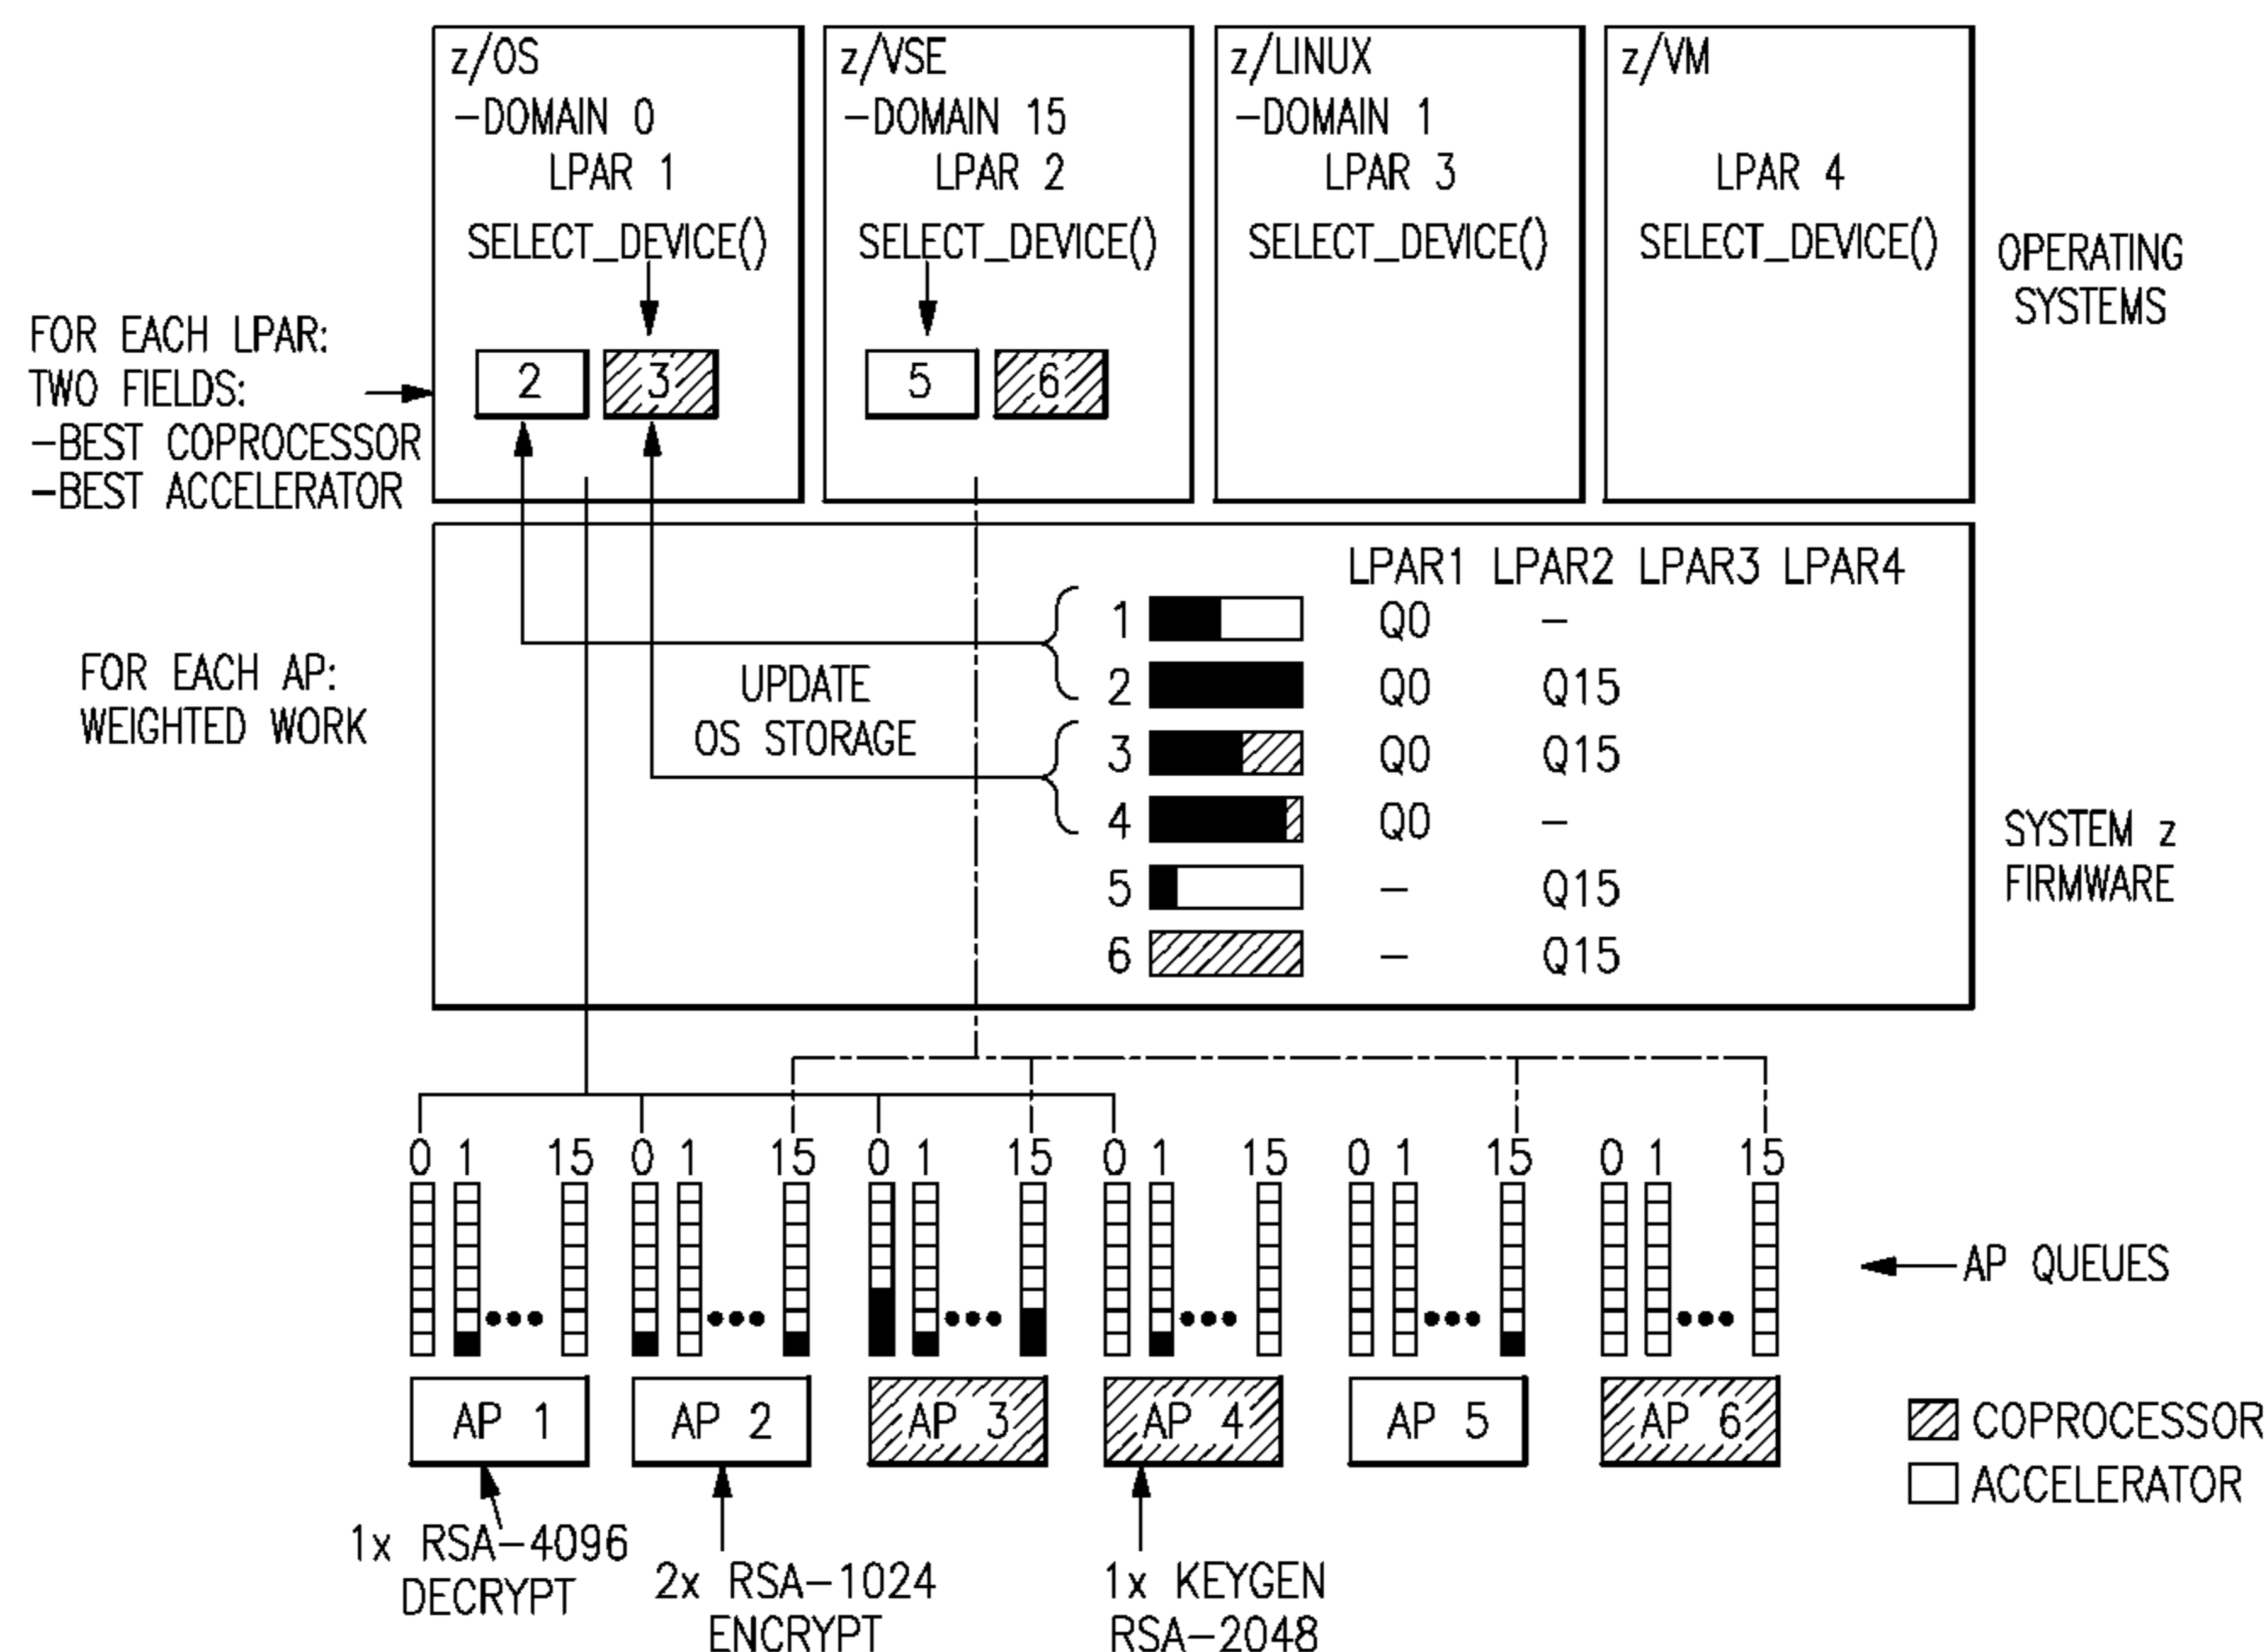 z/OS
-DOMAIN 0
LPAR 1
SELECT_DEVICE()
2 3
z/VSE
-DOMAIN 15
LPAR 2
SELECT_DEVICE()
5 6
z/LINUX
-DOMAIN 1
LPAR 3
SELECT_DEVICE()
z/VM
LPAR 4
SELECT_DEVICE()
OPERATING
SYSTEMS
FOR EACH LPAR:
TWO FIELDS:
-BEST COPROCESSOR
-BEST ACCELERATOR
LPAR1 LPAR2 LPAR3 LPAR4
1 Q0 -
2 Q0 Q15
3 Q0 Q15
4 Q0 -
5 - Q15
6 - Q15
UPDATE
OS STORAGE
FOR EACH AP:
WEIGHTED WORK
SYSTEM z
FIRMWARE
0 1 15 0 1 15 0 1 15 0 1 15 0 1 15 0 1 15
AP QUEUES
AP 1 AP 2 AP 3 AP 4 AP 5 AP 6
COPROCESSOR
ACCELERATOR
1x RSA-4096
DECRYPT
2x RSA-1024
ENCRYPT
1x KEYGEN
RSA-2048